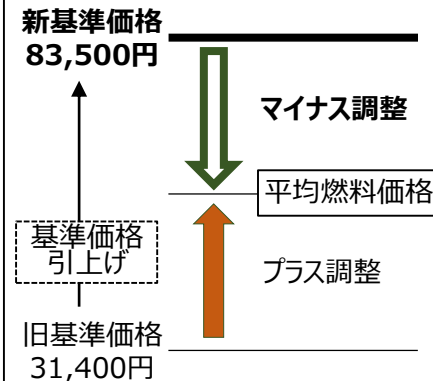 新基準価格
83,500円
マイナス調整
平均燃料価格
基準価格
引上げ
プラス調整
旧基準価格
31,400円